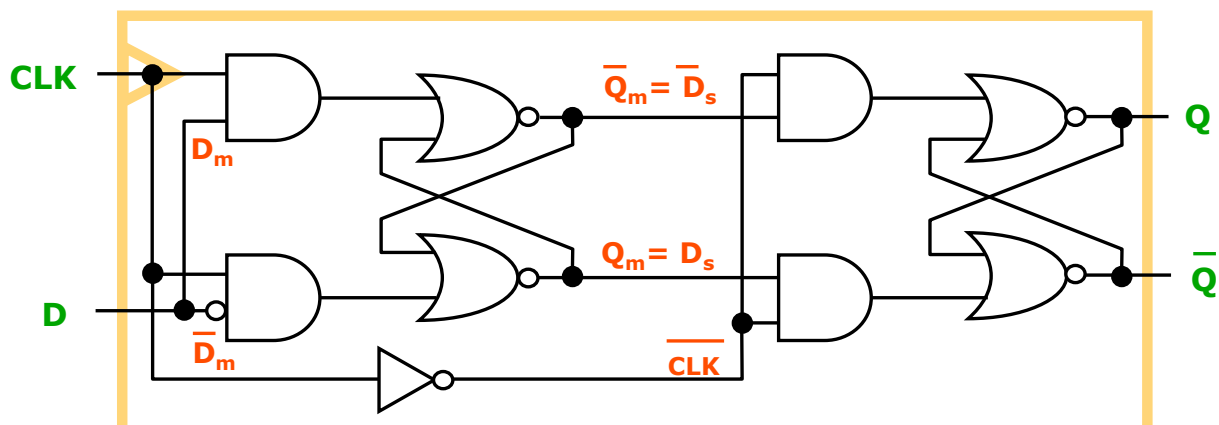 CLK
Q̅ₘ= D̅ₛ
Q
Dₘ
Qₘ= Dₛ
Q̅
D
D̅ₘ
C̅L̅K̅